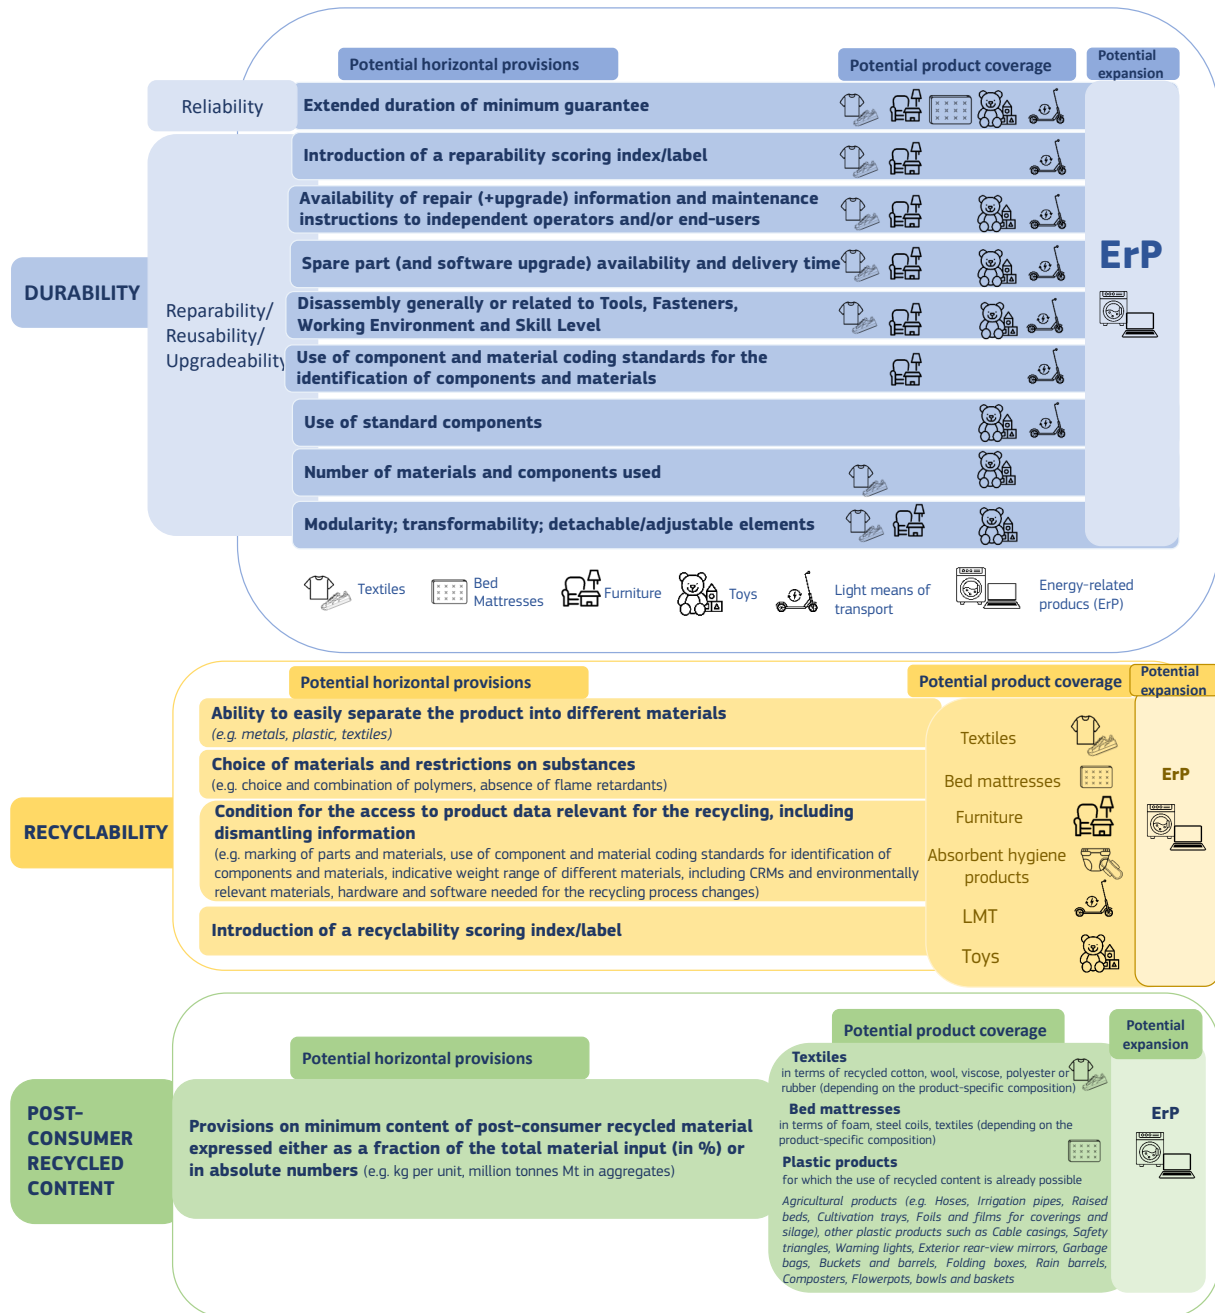 Potential horizontal provisions
Potential product coverage
Potential
expansion
Reliability
Extended duration of minimum guarantee
Introduction of a reparability scoring index/label
Availability of repair (+upgrade) information and maintenance
instructions to independent operators and/or end-users
Spare part (and software upgrade) availability and delivery time
ErP
DURABILITY
Reparability/
Reusability/
Upgradeability
Disassembly generally or related to Tools, Fasteners,
Working Environment and Skill Level
Use of component and material coding standards for the
identification of components and materials
Use of standard components
Number of materials and components used
Modularity; transformability; detachable/adjustable elements
Textiles
Bed
Mattresses
Furniture
Toys
Light means of
transport
Energy-related
producs (ErP)
Potential horizontal provisions
Potential product coverage
Potential
expansion
RECYCLABILITY
Ability to easily separate the product into different materials
(e.g. metals, plastic, textiles)
Choice of materials and restrictions on substances
(e.g. choice and combination of polymers, absence of flame retardants)
Condition for the access to product data relevant for the recycling, including
dismantling information
(e.g. marking of parts and materials, use of component and material coding standards for identification of
components and materials, indicative weight range of different materials, including CRMs and environmentally
relevant materials, hardware and software needed for the recycling process changes)
Introduction of a recyclability scoring index/label
Textiles
Bed mattresses
Furniture
Absorbent hygiene
products
LMT
Toys
ErP
Potential horizontal provisions
Potential product coverage
Potential
expansion
POST-
CONSUMER
RECYCLED
CONTENT
Provisions on minimum content of post-consumer recycled material
expressed either as a fraction of the total material input (in %) or
in absolute numbers (e.g. kg per unit, million tonnes Mt in aggregates)
Textiles
in terms of recycled cotton, wool, viscose, polyester or
rubber (depending on the product-specific composition)
Bed mattresses
in terms of foam, steel coils, textiles (depending on the
product-specific composition)
Plastic products
for which the use of recycled content is already possible
Agricultural products (e.g. Hoses, Irrigation pipes, Raised
beds, Cultivation trays, Foils and films for coverings and
silage), other plastic products such as Cable casings, Safety
triangles, Warning lights, Exterior rear-view mirrors, Garbage
bags, Buckets and barrels, Folding boxes, Rain barrels,
Composters, Flowerpots, bowls and baskets
ErP